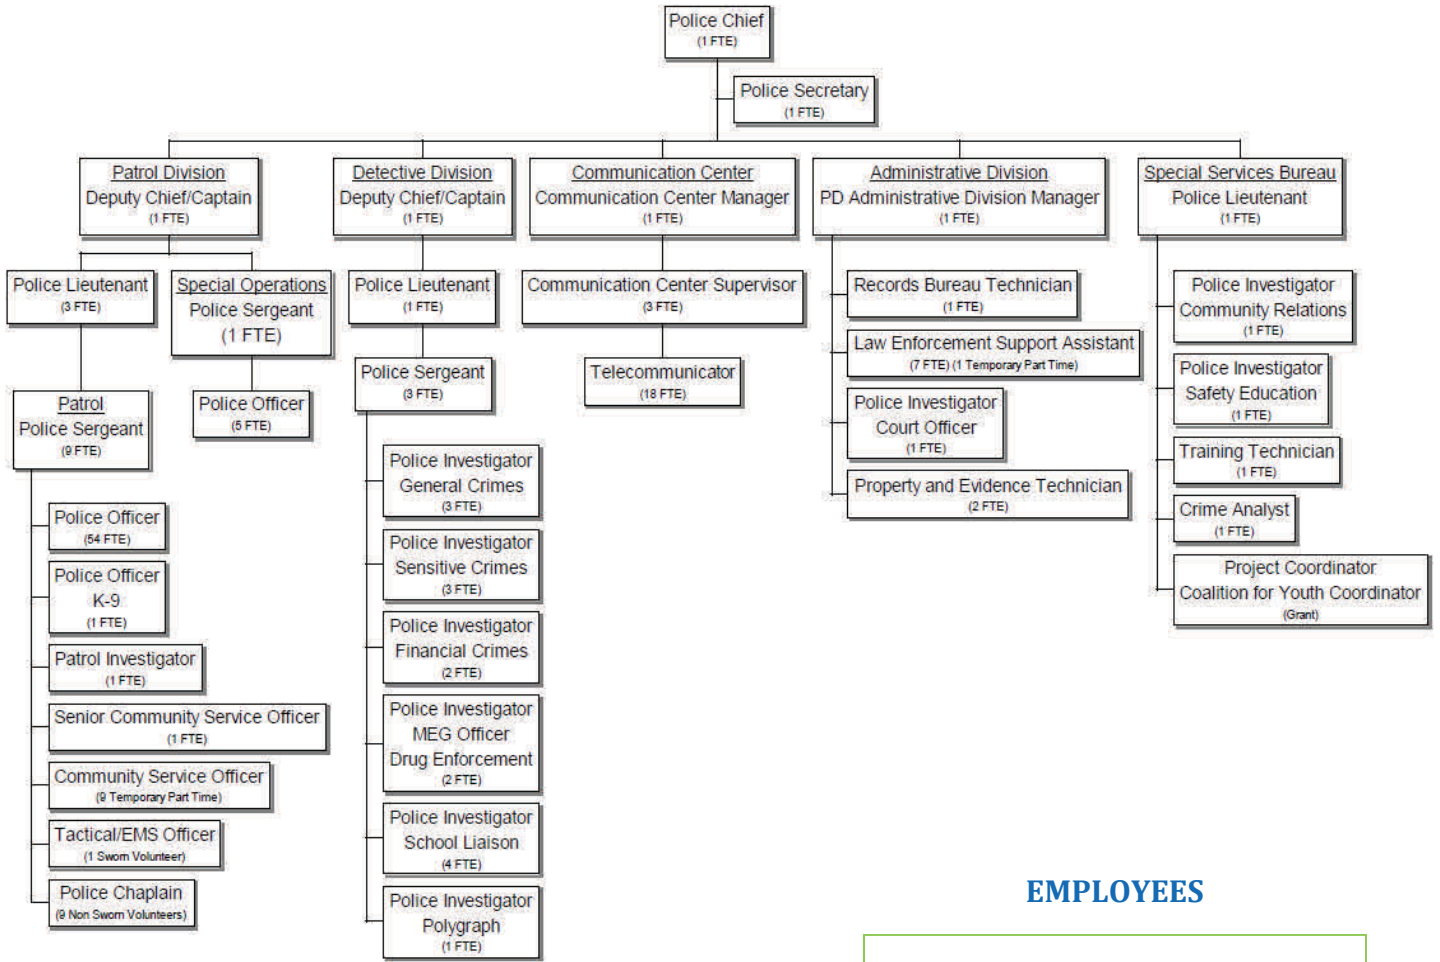 Police Chief
(1 FTE)
Police Secretary
(1 FTE)
Patrol Division
Deputy Chief/Captain
(1 FTE)
Police Lieutenant
(3 FTE)
Special Operations
Police Sergeant
(1 FTE)
Patrol
Police Sergeant
(9 FTE)
Police Officer
(5 FTE)
Police Officer
(54 FTE)
Police Officer
K-9
(1 FTE)
Patrol Investigator
(1 FTE)
Senior Community Service Officer
(1 FTE)
Community Service Officer
(9 Temporary Part Time)
Tactical/EMS Officer
(1 Sworn Volunteer)
Police Chaplain
(9 Non Sworn Volunteers)
Detective Division
Deputy Chief/Captain
(1 FTE)
Police Lieutenant
(1 FTE)
Police Sergeant
(3 FTE)
Police Investigator
General Crimes
(3 FTE)
Police Investigator
Sensitive Crimes
(3 FTE)
Police Investigator
Financial Crimes
(2 FTE)
Police Investigator
MEG Officer
Drug Enforcement
(2 FTE)
Police Investigator
School Liaison
(4 FTE)
Police Investigator
Polygraph
(1 FTE)
Communication Center
Communication Center Manager
(1 FTE)
Communication Center Supervisor
(3 FTE)
Telecommunicator
(18 FTE)
Administrative Division
PD Administrative Division Manager
(1 FTE)
Records Bureau Technician
(1 FTE)
Law Enforcement Support Assistant
(7 FTE) (1 Temporary Part Time)
Police Investigator
Court Officer
(1 FTE)
Property and Evidence Technician
(2 FTE)
Special Services Bureau
Police Lieutenant
(1 FTE)
Police Investigator
Community Relations
(1 FTE)
Police Investigator
Safety Education
(1 FTE)
Training Technician
(1 FTE)
Crime Analyst
(1 FTE)
Project Coordinator
Coalition for Youth Coordinator
(Grant)
EMPLOYEES